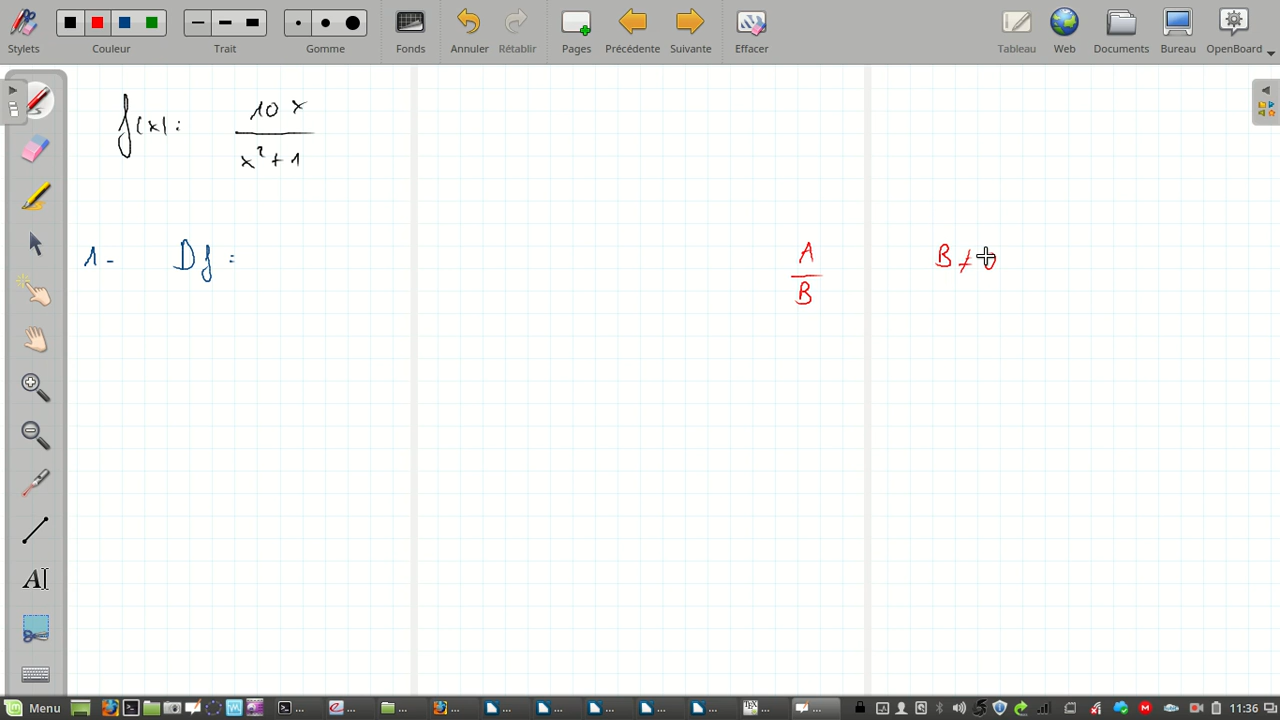 Stylets Couleur Trait Gomme Fonds Annuler Rétablir Pages Précédente Suivante Effacer Tableau Web Documents Bureau OpenBoard
f(x) = 10 x / x² + 1
1 - Df =
A / B B ≠ 0
Menu 11:36